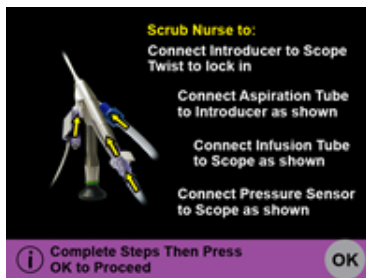 Scrub Nurse to:
Connect Introducer to Scope
Twist to lock in
Connect Aspiration Tube
to Introducer as shown
Connect Infusion Tube
to Scope as shown
Connect Pressure Sensor
to Scope as shown
i Complete Steps Then Press
OK to Proceed
OK